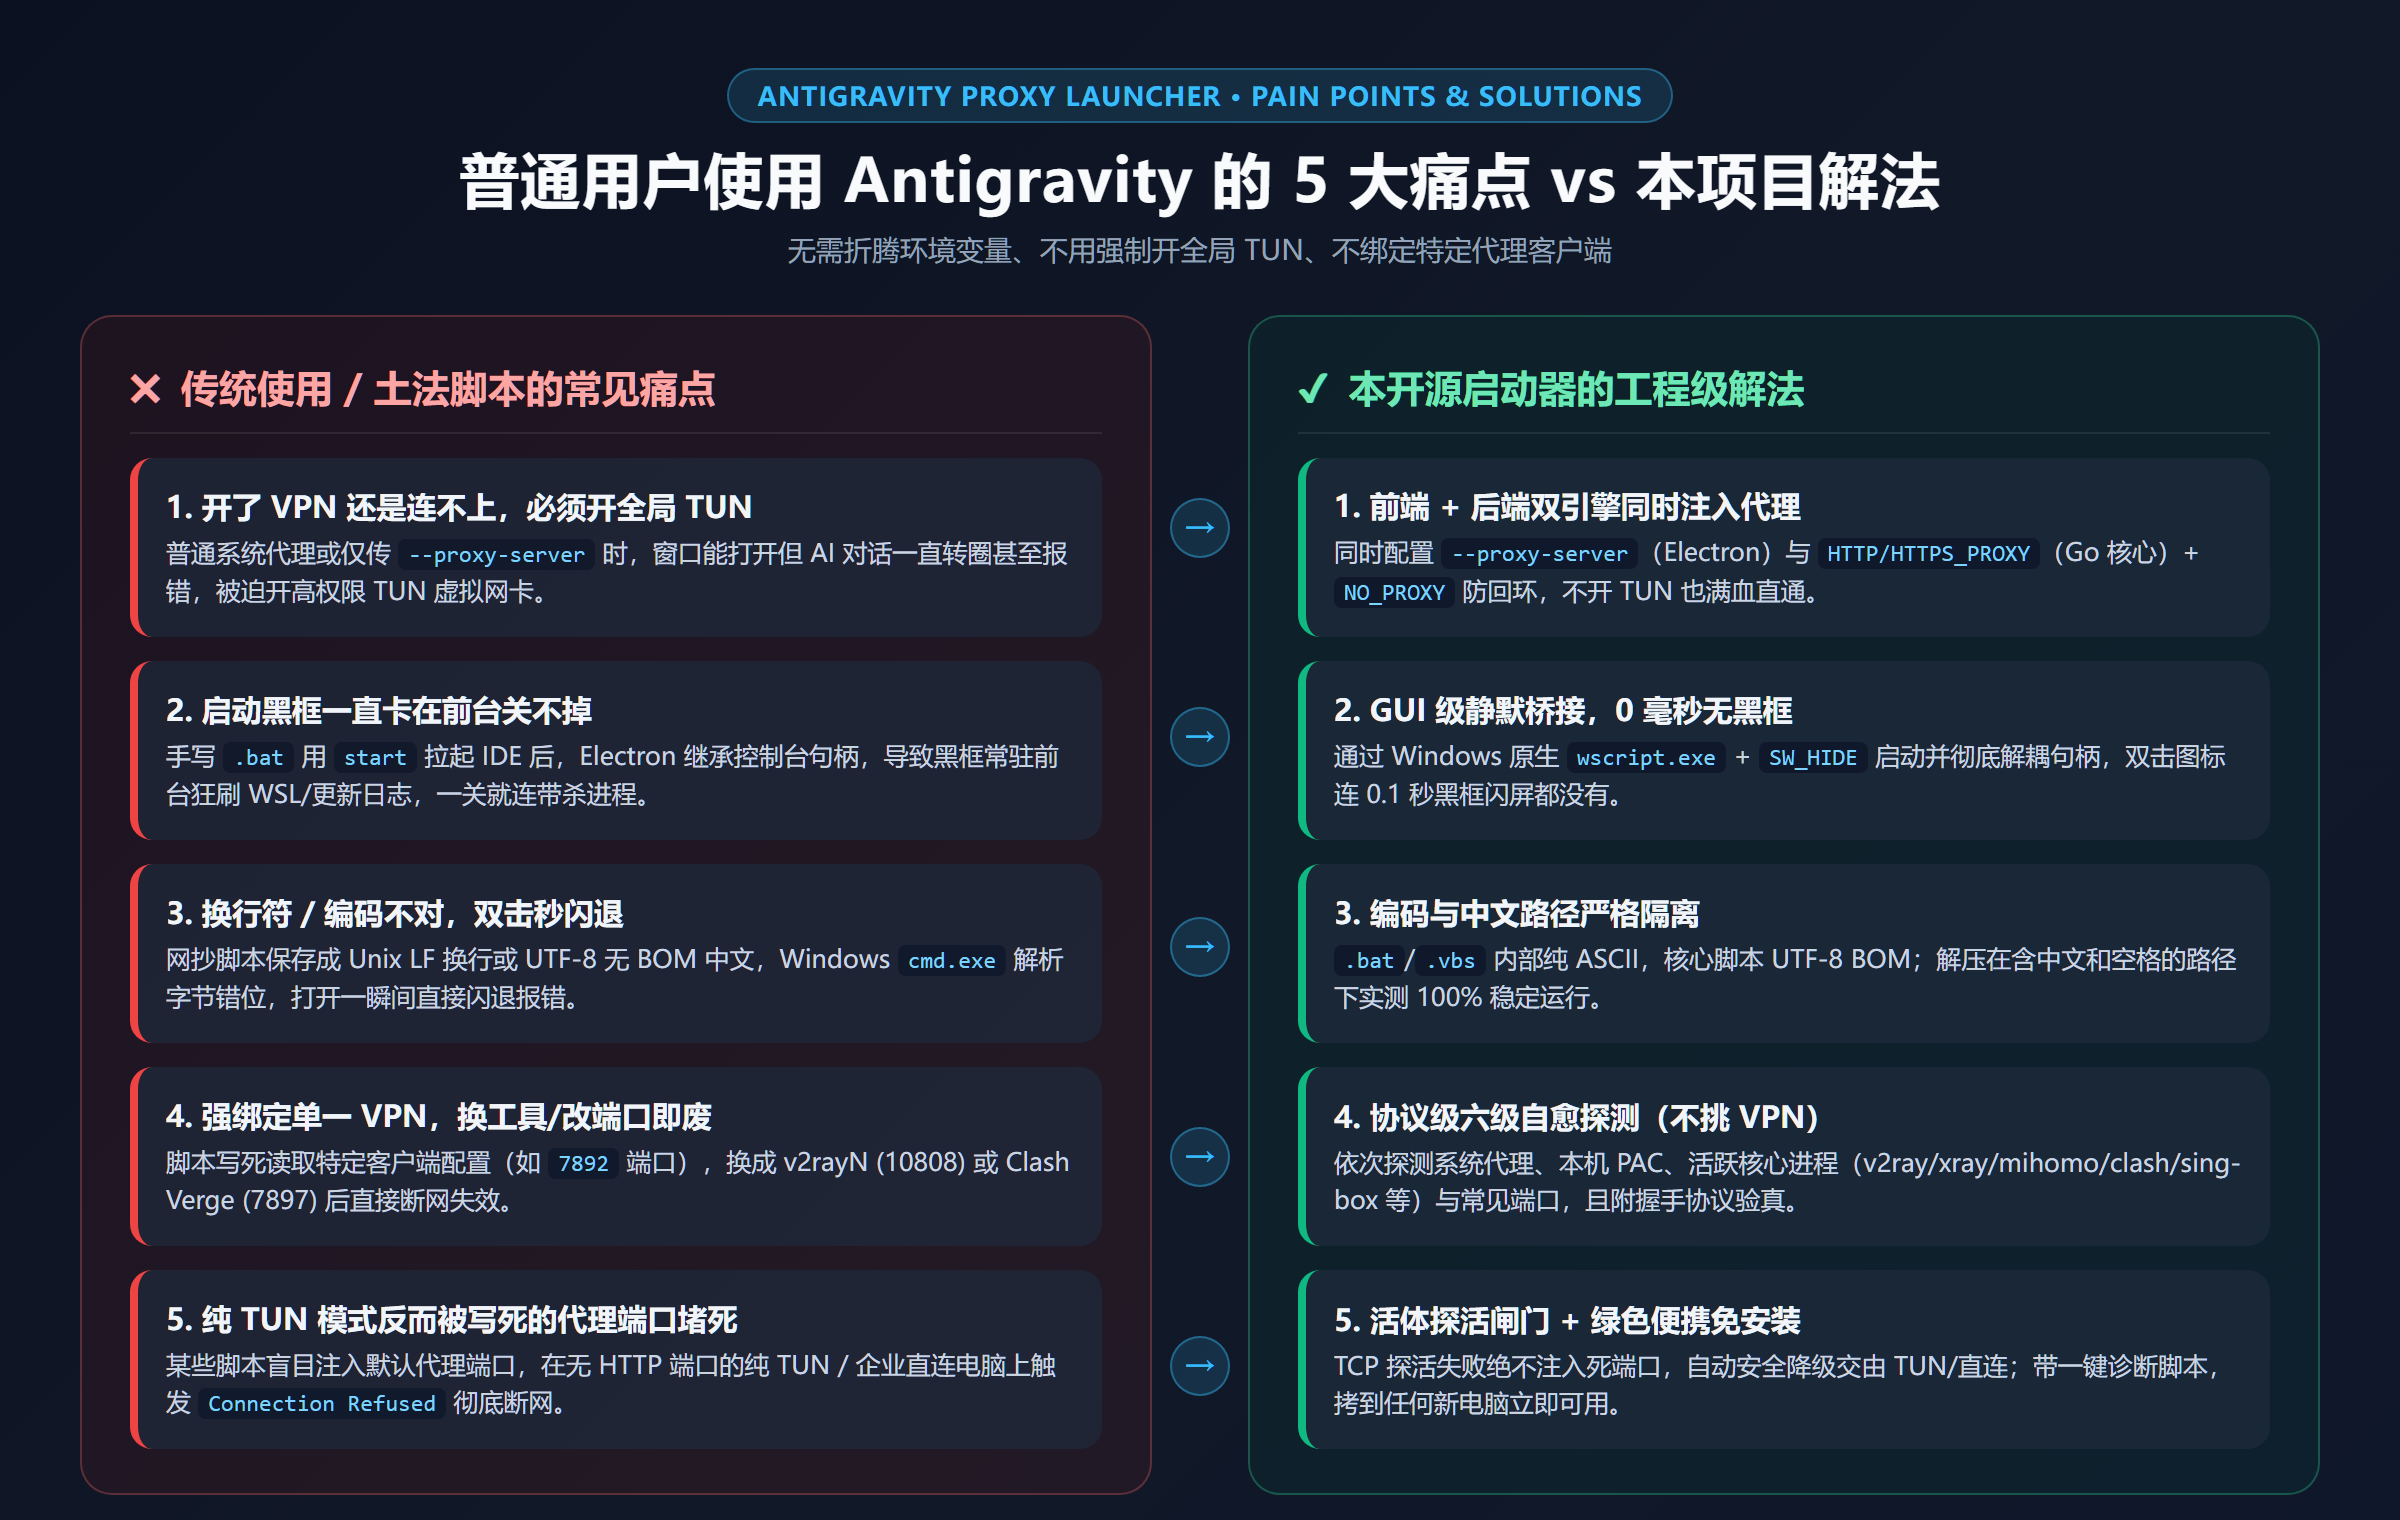 ANTIGRAVITY PROXY LAUNCHER • PAIN POINTS & SOLUTIONS
普通用户使用 Antigravity 的 5 大痛点 vs 本项目解法
无需折腾环境变量、不用强制开全局 TUN、不绑定特定代理客户端
❌ 传统使用 / 土法脚本的常见痛点
1. 开了 VPN 还是连不上，必须开全局 TUN
普通系统代理或仅传 --proxy-server 时，窗口能打开但 AI 对话一直转圈甚至报
错，被迫开高权限 TUN 虚拟网卡。
2. 启动黑框一直卡在前台关不掉
手写 .bat 用 start 拉起 IDE 后，Electron 继承控制台句柄，导致黑框常驻前
台狂刷 WSL/更新日志，一关就连带杀进程。
3. 换行符 / 编码不对，双击秒闪退
网抄脚本保存成 Unix LF 换行或 UTF-8 无 BOM 中文，Windows cmd.exe 解析
字节错位，打开一瞬间直接闪退报错。
4. 强绑定单一 VPN，换工具/改端口即废
脚本写死读取特定客户端配置（如 7892 端口），换成 v2rayN (10808) 或 Clash
Verge (7897) 后直接断网失效。
5. 纯 TUN 模式反而被写死的代理端口堵死
某些脚本盲目注入默认代理端口，在无 HTTP 端口的纯 TUN / 企业直连电脑上触
发 Connection Refused 彻底断网。
→
→
→
→
→
✓ 本开源启动器的工程级解法
1. 前端 + 后端双引擎同时注入代理
同时配置 --proxy-server（Electron）与 HTTP/HTTPS_PROXY（Go 核心）+
NO_PROXY 防回环，不开 TUN 也满血直通。
2. GUI 级静默桥接，0 毫秒无黑框
通过 Windows 原生 wscript.exe + SW_HIDE 启动并彻底解耦句柄，双击图标
连 0.1 秒黑框闪屏都没有。
3. 编码与中文路径严格隔离
.bat/.vbs 内部纯 ASCII，核心脚本 UTF-8 BOM；解压在含中文和空格的路径
下实测 100% 稳定运行。
4. 协议级六级自愈探测（不挑 VPN）
依次探测系统代理、本机 PAC、活跃核心进程（v2ray/xray/mihomo/clash/sing-
box 等）与常见端口，且附握手协议验真。
5. 活体探活闸门 + 绿色便携免安装
TCP 探活失败绝不注入死端口，自动安全降级交由 TUN/直连；带一键诊断脚本，
拷到任何新电脑立即可用。